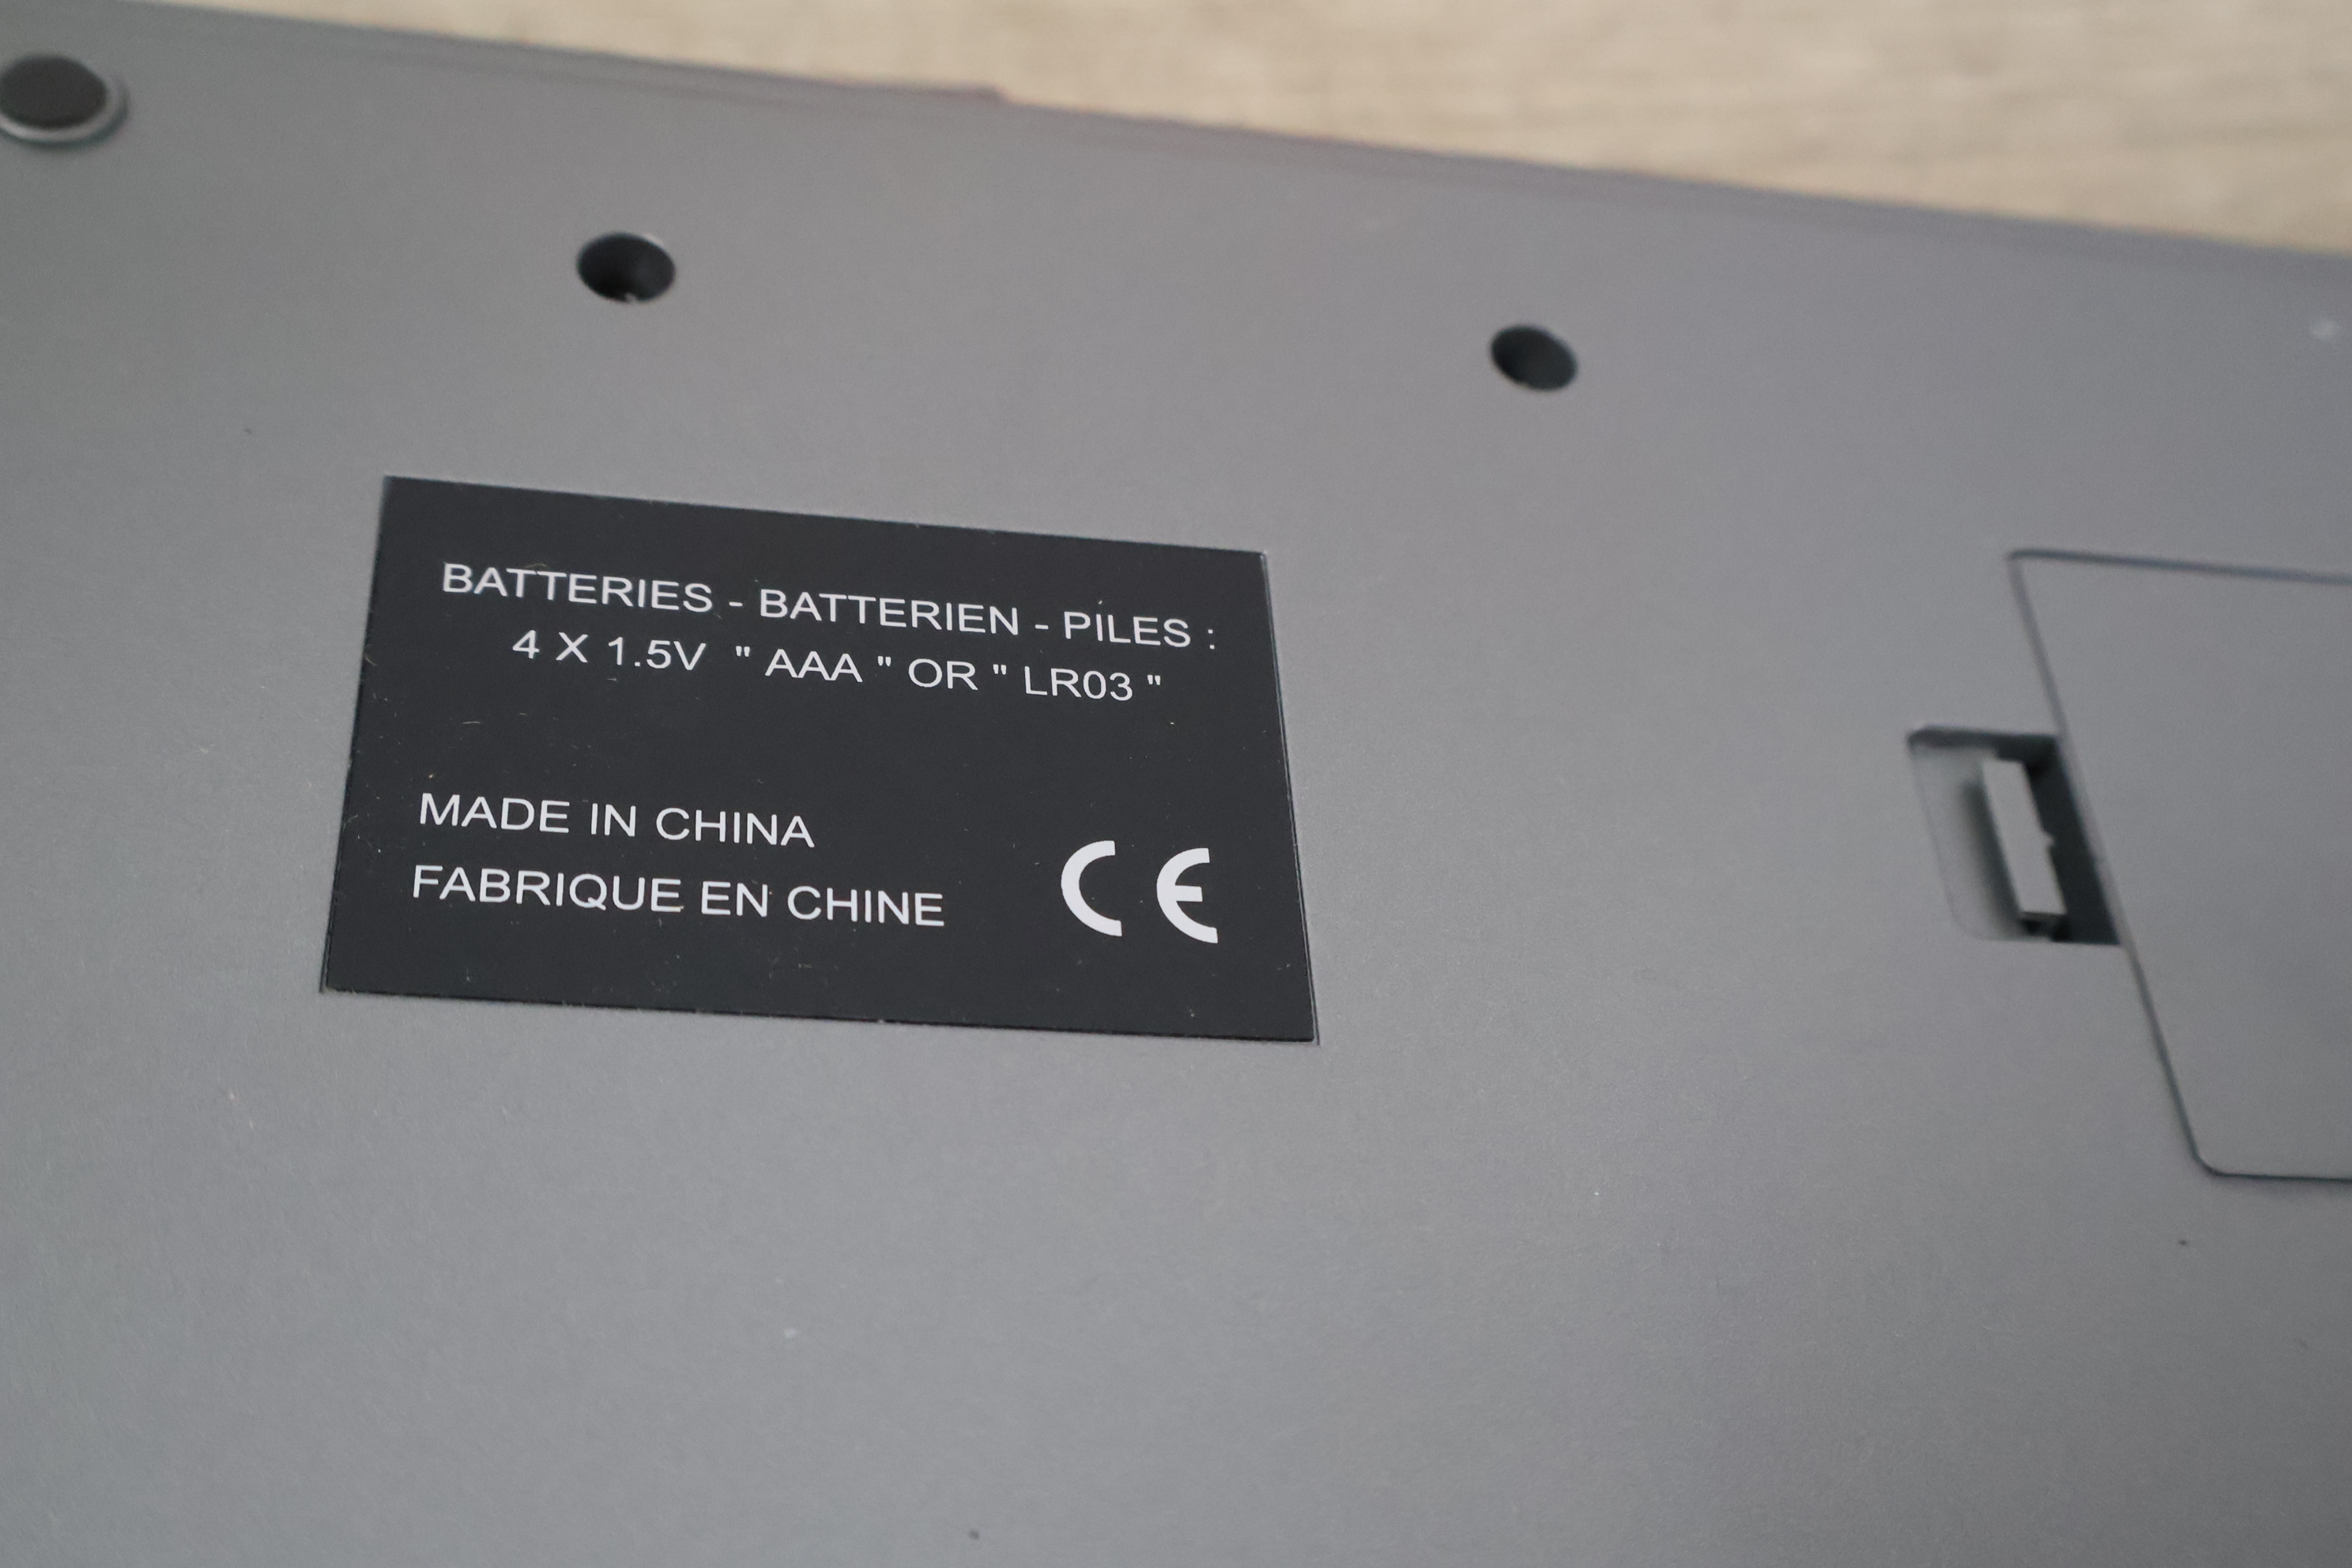 BATTERIES - BATTERIEN - PILES :
4 X 1.5V " AAA " OR " LR03 "
MADE IN CHINA
FABRIQUE EN CHINE
CE